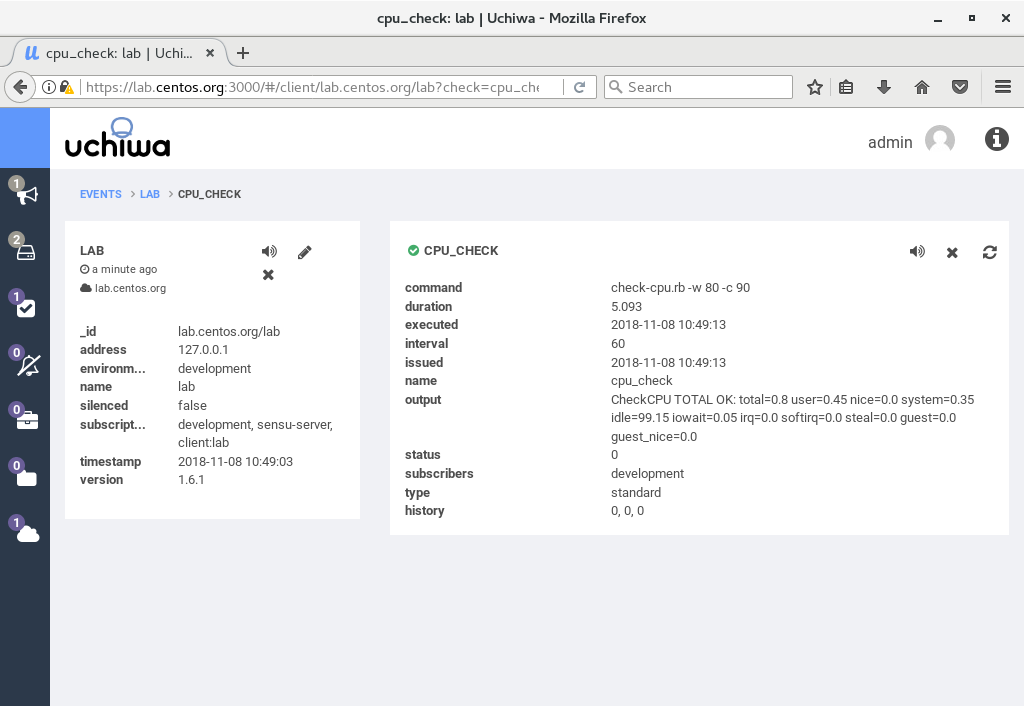 cpu_check: lab | Uchiwa - Mozilla Firefox
cpu_check: lab | Uchi...
https://lab.centos.org:3000/#/client/lab.centos.org/lab?check=cpu_che
Search
uchiwa
admin
1
2
1
0
0
0
1
EVENTS > LAB > CPU_CHECK
LAB
a minute ago
lab.centos.org
_id lab.centos.org/lab
address 127.0.0.1
environm... development
name lab
silenced false
subscript... development, sensu-server,
client:lab
timestamp 2018-11-08 10:49:03
version 1.6.1
CPU_CHECK
command check-cpu.rb -w 80 -c 90
duration 5.093
executed 2018-11-08 10:49:13
interval 60
issued 2018-11-08 10:49:13
name cpu_check
output CheckCPU TOTAL OK: total=0.8 user=0.45 nice=0.0 system=0.35
idle=99.15 iowait=0.05 irq=0.0 softirq=0.0 steal=0.0 guest=0.0
guest_nice=0.0
status 0
subscribers development
type standard
history 0, 0, 0